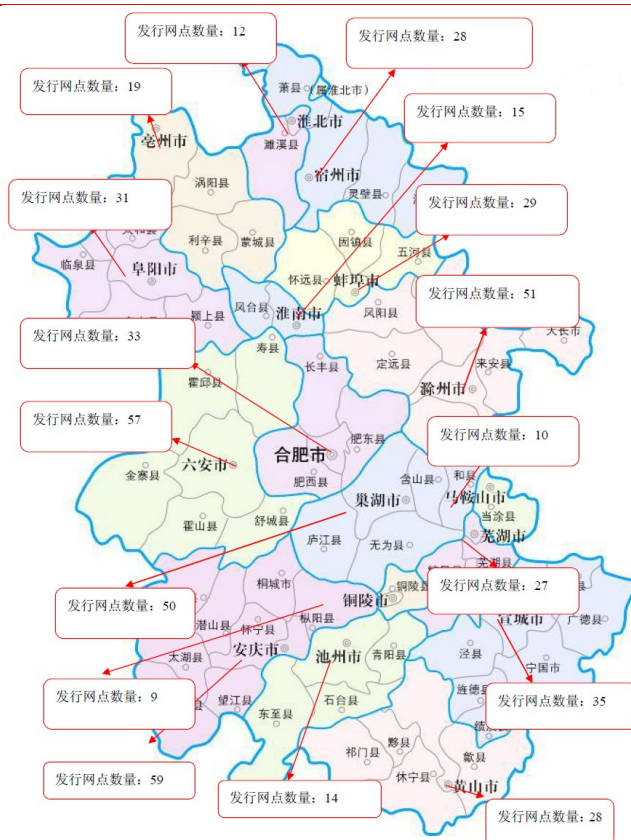 发行网点数量：12
发行网点数量：28
萧县
(属淮北市)
发行网点数量：19
发行网点数量：15
淮北市
亳州市
濉溪县
宿州市
涡阳县
灵璧县
发行网点数量：31
发行网点数量：29
利辛县
蒙城县
固镇县
五河县
临泉县
阜阳市
怀远县
蚌埠市
凤台县
凤阳县
发行网点数量：51
颍上县
淮南市
天长市
发行网点数量：33
寿县
长丰县
定远县
来安县
霍邱县
滁州市
发行网点数量：57
发行网点数量：10
合肥市
肥东县
六安市
金寨县
肥西县
含山县
和县
巢湖市
马鞍山市
当涂县
霍山县
舒城县
庐江县
无为县
芜湖市
芜湖县
桐城市
铜陵县
发行网点数量：50
铜陵市
发行网点数量：27
宣城市
广德县
潜山县
怀宁县
枞阳县
太湖县
安庆市
池州市
青阳县
泾县
宁国市
发行网点数量：9
望江县
东至县
石台县
旌德县
发行网点数量：35
绩溪县
祁门县
黟县
歙县
发行网点数量：59
休宁县
黄山市
发行网点数量：14
发行网点数量：28